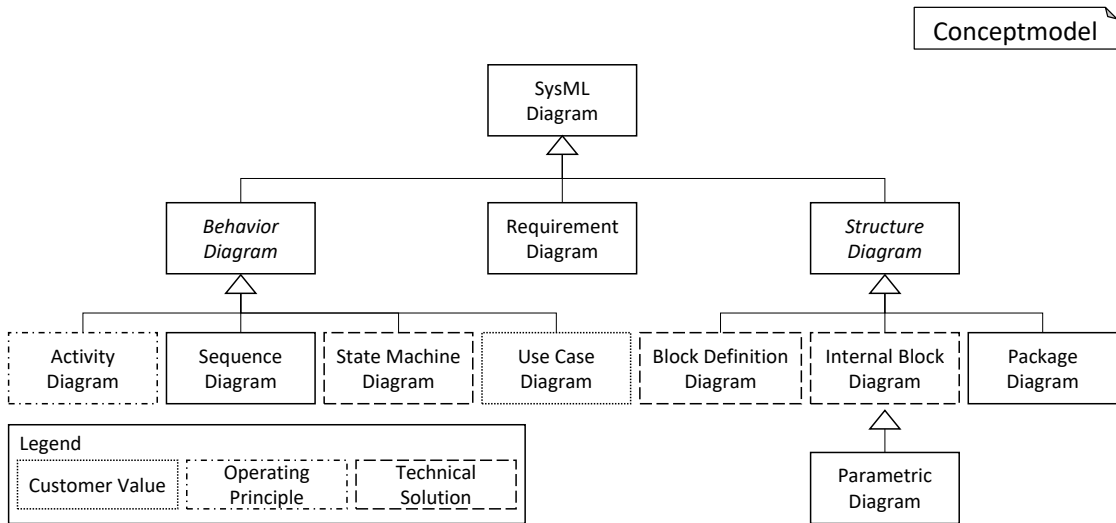 Conceptmodel
SysML
Diagram
Behavior
Diagram
Requirement
Diagram
Structure
Diagram
Activity
Diagram
Sequence
Diagram
State Machine
Diagram
Use Case
Diagram
Block Definition
Diagram
Internal Block
Diagram
Package
Diagram
Legend
Customer Value
Operating
Principle
Technical
Solution
Parametric
Diagram